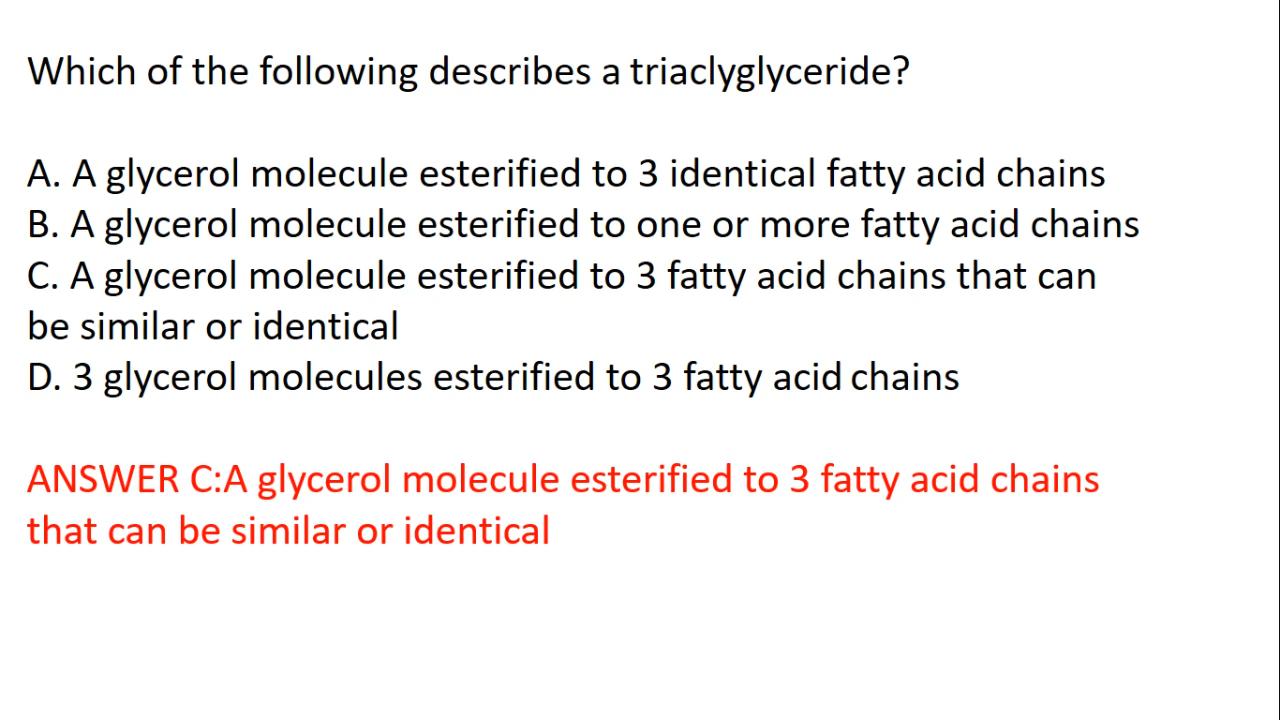 Which of the following describes a triaclyglyceride?
A. A glycerol molecule esterified to 3 identical fatty acid chains
B. A glycerol molecule esterified to one or more fatty acid chains
C. A glycerol molecule esterified to 3 fatty acid chains that can
be similar or identical
D. 3 glycerol molecules esterified to 3 fatty acid chains
ANSWER C:A glycerol molecule esterified to 3 fatty acid chains
that can be similar or identical